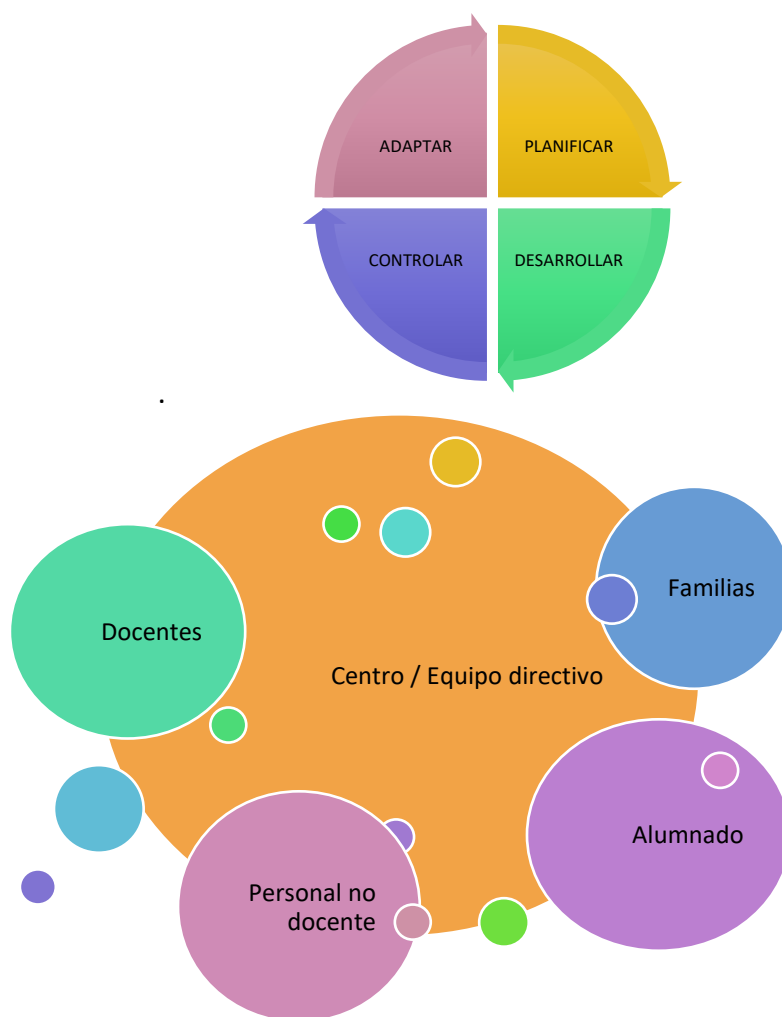 ADAPTAR
PLANIFICAR
CONTROLAR
DESARROLLAR
.
Familias
Docentes
Centro / Equipo directivo
Alumnado
Personal no
docente